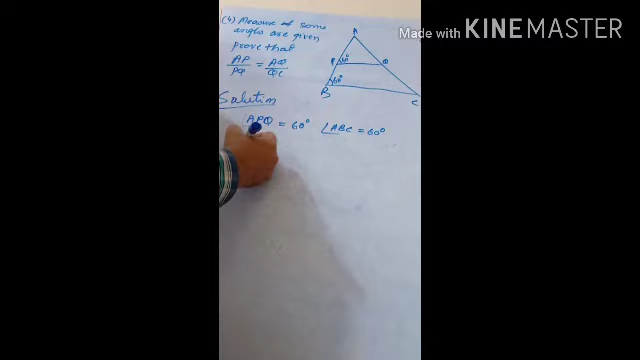 Made with KINEMASTER
(4) Measure of some
angles are given
prove that
AP/PQ = AQ/QC
A
P 60° Q
60°
B
C
Solution
APQ = 60° ∠ABC = 60°